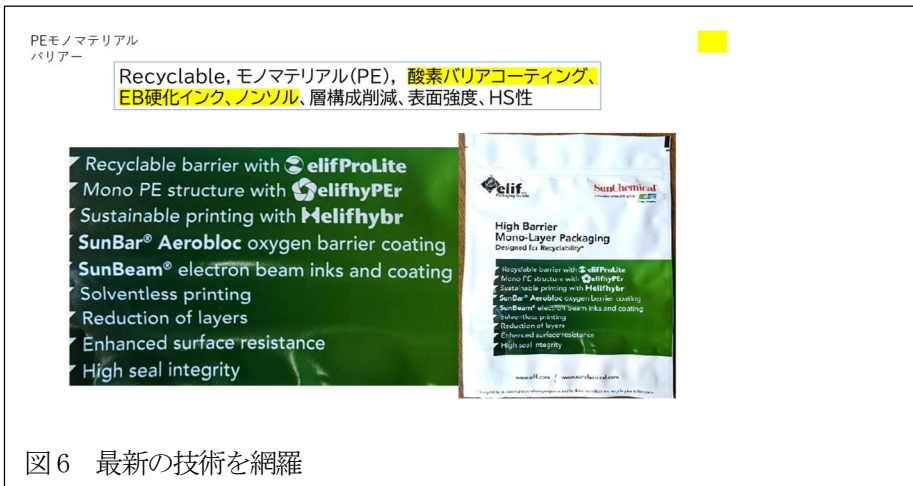 PEモノマテリアル
バリアー
Recyclable, モノマテリアル(PE), 酸素バリアコーティング、
EB硬化インク、ノンソル、層構成削減、表面強度、HS性
Recyclable barrier with elifProLite
Mono PE structure with elifhyPEr
Sustainable printing with Helifhybr
SunBar® Aerobloc oxygen barrier coating
SunBeam® electron beam inks and coating
Solventless printing
Reduction of layers
Enhanced surface resistance
High seal integrity
elif
Packaging for Life
SunChemical
High Barrier
Mono-Layer Packaging
Designed for Recyclability*
Recyclable barrier with elifProLite
Mono PE structure with elifhyPEr
Sustainable printing with Helifhybr
SunBar® Aerobloc oxygen barrier coating
SunBeam® electron beam inks and coating
Solventless printing
Reduction of layers
Enhanced surface resistance
High seal integrity
www.elif.com / www.sunchemical.com
図6 最新の技術を網羅